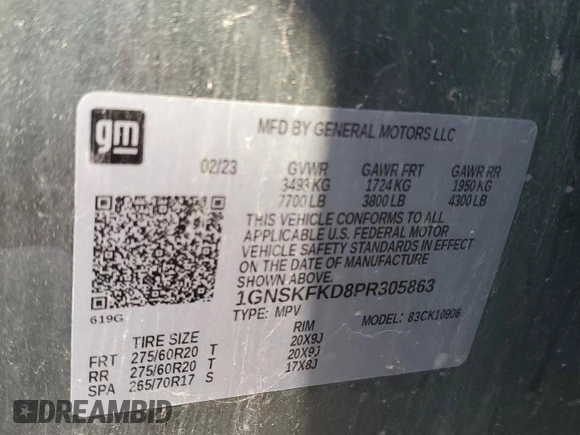 gm
MFD BY GENERAL MOTORS LLC
02/23 GVWR GAWR FRT GAWR RR
3493 KG 1724 KG 1950 KG
7700 LB 3800 LB 4300 LB
THIS VEHICLE CONFORMS TO ALL
APPLICABLE U.S. FEDERAL MOTOR
VEHICLE SAFETY STANDARDS IN EFFECT
ON THE DATE OF MANUFACTURE
1GNSKFKD8PR305863
619G
TYPE: MPV MODEL: 83CK10906
TIRE SIZE RIM
FRT 275/60R20 T 20X9J
RR 275/60R20 T 20X9J
SPA 265/70R17 S 17X8J
DREAMBID